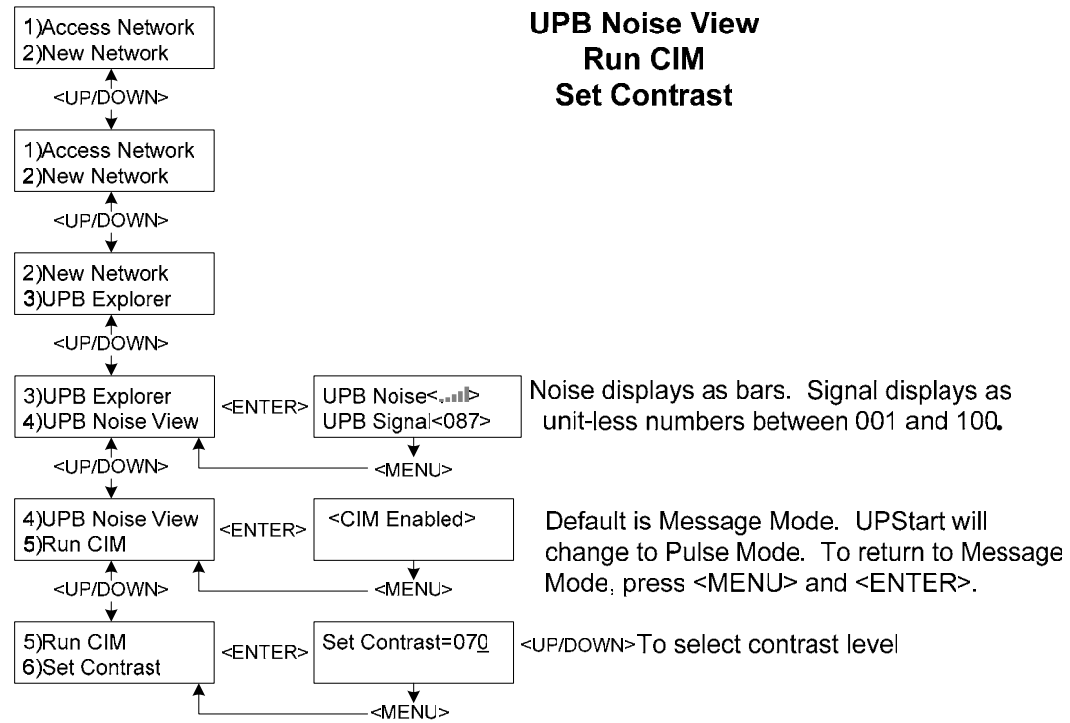 UPB Noise View
Run CIM
Set Contrast
1)Access Network
2)New Network
<UP/DOWN>
1)Access Network
2)New Network
<UP/DOWN>
2)New Network
3)UPB Explorer
<UP/DOWN>
3)UPB Explorer
4)UPB Noise View
<ENTER>
UPB Noise< >
UPB Signal<087>
Noise displays as bars. Signal displays as
unit-less numbers between 001 and 100.
<MENU>
<UP/DOWN>
4)UPB Noise View
5)Run CIM
<ENTER>
<CIM Enabled>
Default is Message Mode. UPStart will
change to Pulse Mode. To return to Message
Mode, press <MENU> and <ENTER>.
<MENU>
<UP/DOWN>
5)Run CIM
6)Set Contrast
<ENTER>
Set Contrast=070
<UP/DOWN>To select contrast level
<MENU>